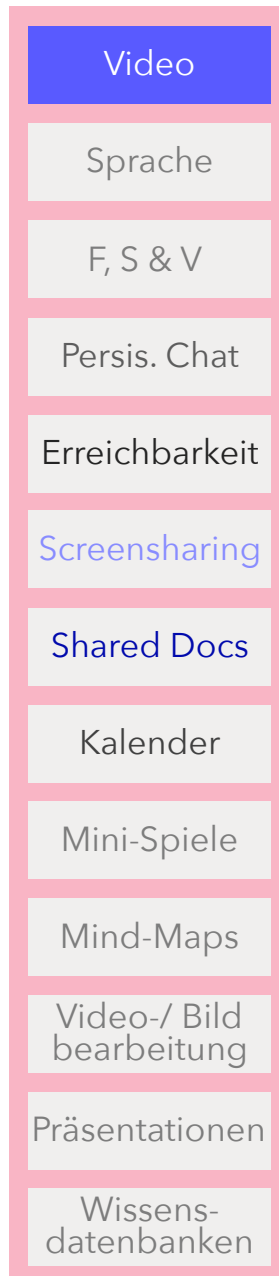 Video
Sprache
F, S & V
Persis. Chat
Erreichbarkeit
Screensharing
Shared Docs
Kalender
Mini-Spiele
Mind-Maps
Video-/ Bild
bearbeitung
Präsentationen
Wissens-
datenbanken